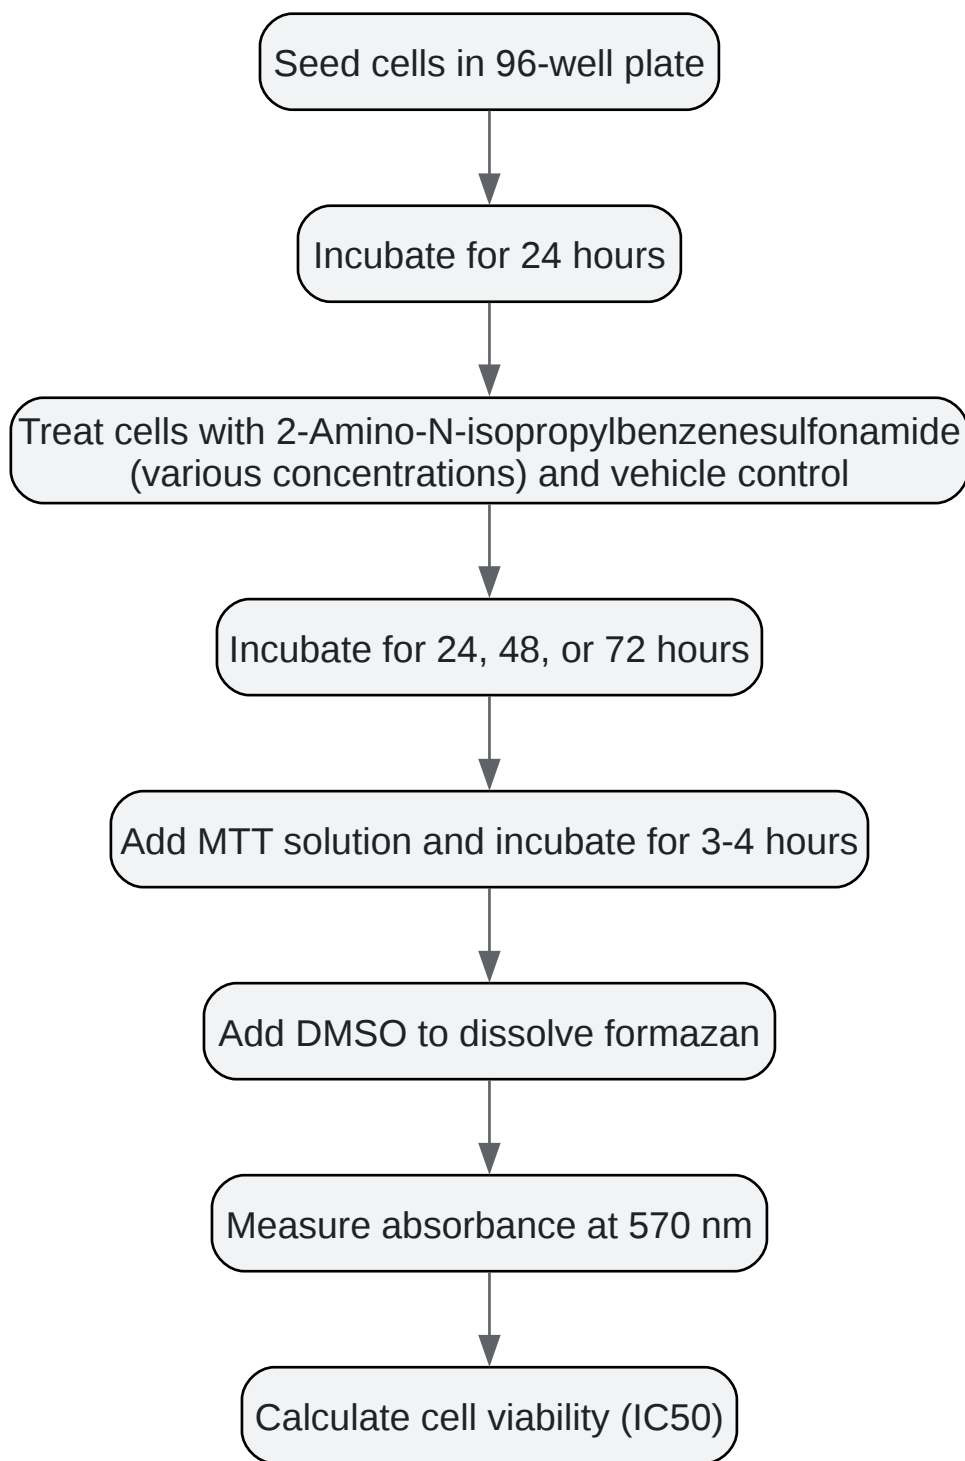 Seed cells in 96-well plate
Incubate for 24 hours
Treat cells with 2-Amino-N-isopropylbenzenesulfonamide
(various concentrations) and vehicle control
Incubate for 24, 48, or 72 hours
Add MTT solution and incubate for 3-4 hours
Add DMSO to dissolve formazan
Measure absorbance at 570 nm
Calculate cell viability (IC50)